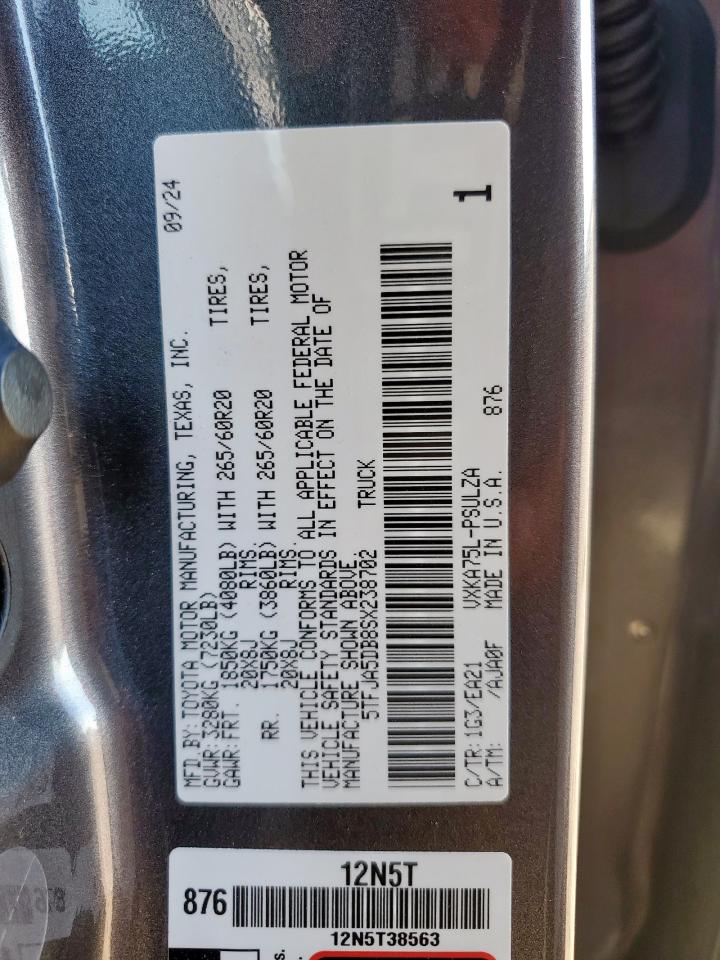 MFD.BY:TOYOTA MOTOR MANUFACTURING, TEXAS, INC. 09/24
GVWR:3280KG (7230LB)
GAWR:FRT. 1850KG (4080LB) WITH 265/60R20 TIRES,
20X8J RIMS.
RR. 1750KG (3860LB) WITH 265/60R20 TIRES,
20X8J RIMS.
THIS VEHICLE CONFORMS TO ALL APPLICABLE FEDERAL MOTOR
VEHICLE SAFETY STANDARDS IN EFFECT ON THE DATE OF
MANUFACTURE SHOWN ABOVE
5TFJA5DB8SX238702 TRUCK
1
C/TR:1G3/EA21 VXKA75L-PSULZA 876
A/TM: /AJA0F MADE IN U.S.A.
12N5T
876
12N5T38563